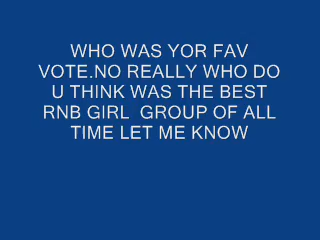 WHO WAS YOR FAV
VOTE.NO REALLY WHO DO
U THINK WAS THE BEST
RNB GIRL  GROUP OF ALL
TIME LET ME KNOW